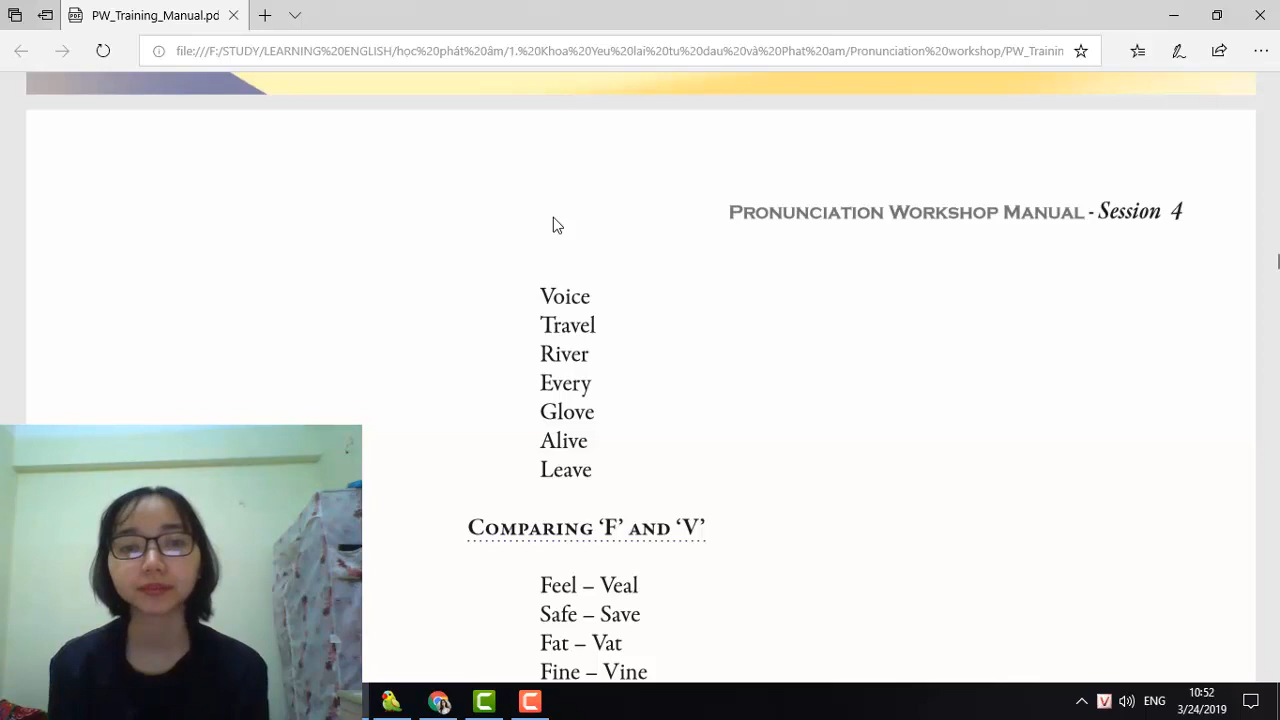 PW_Training_Manual.pd
file:///F:/STUDY/LEARNING%20ENGLISH/học%20phát%20âm/1.%20Khoa%20Yeu%20lai%20tu%20dau%20và%20Phat%20am/Pronunciation%20workshop/PW_Trainin
Pronunciation Workshop Manual - Session 4
Voice
Travel
River
Every
Glove
Alive
Leave
Comparing ‘F’ and ‘V’
Feel – Veal
Safe – Save
Fat – Vat
Fine – Vine
V
ENG
10:52
3/24/2019